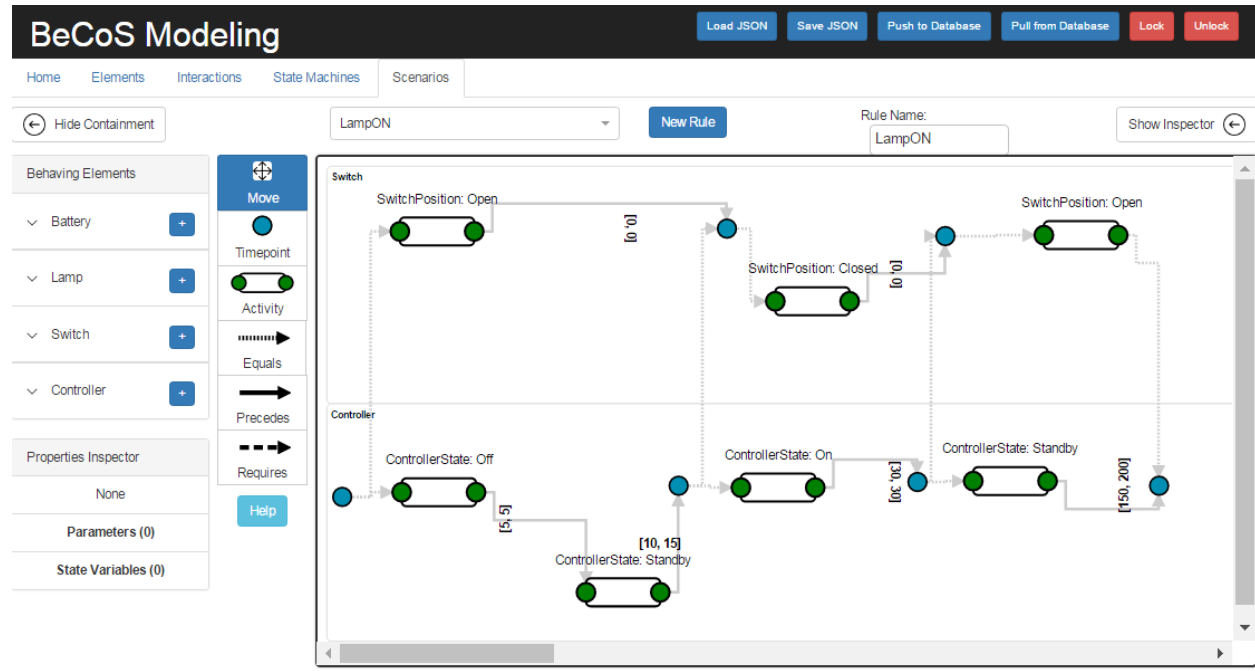 BeCoS Modeling
Load JSON Save JSON Push to Database Pull from Database Lock Unlock
Home Elements Interactions State Machines Scenarios
Hide Containment
LampON
New Rule
Rule Name:
LampON
Show Inspector
Behaving Elements
Battery +
Lamp +
Switch +
Controller +
Properties Inspector
None
Parameters (0)
State Variables (0)
Move
Timepoint
Activity
Equals
Precedes
Requires
Help
Switch
SwitchPosition: Open
[0, 0]
SwitchPosition: Closed
[0, 0]
SwitchPosition: Open
Controller
ControllerState: Off
[5, 5]
ControllerState: Standby
[10, 15]
ControllerState: On
[30, 30]
ControllerState: Standby
[150, 200]